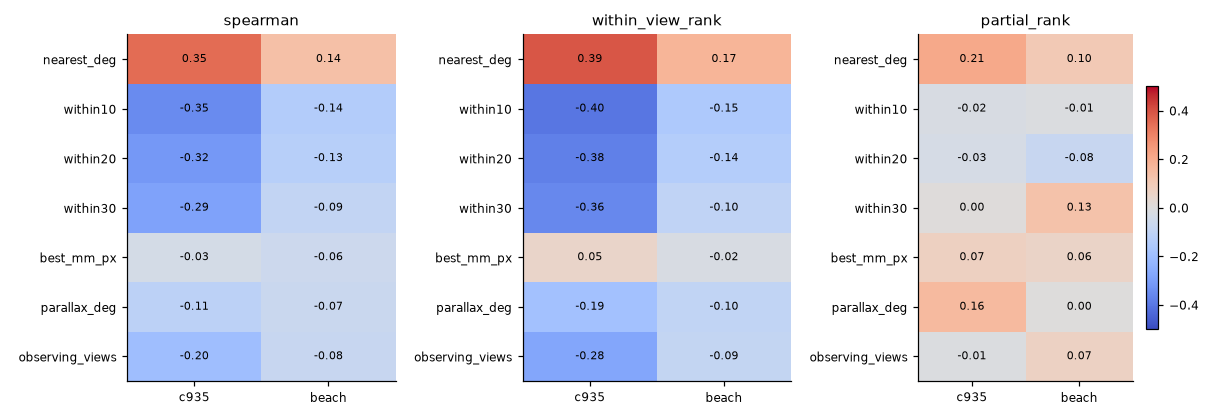 spearman
within_view_rank
partial_rank
nearest_deg 0.35 0.14
nearest_deg 0.39 0.17
nearest_deg 0.21 0.10
within10 -0.35 -0.14
within10 -0.40 -0.15
within10 -0.02 -0.01
within20 -0.32 -0.13
within20 -0.38 -0.14
within20 -0.03 -0.08
within30 -0.29 -0.09
within30 -0.36 -0.10
within30 0.00 0.13
best_mm_px -0.03 -0.06
best_mm_px 0.05 -0.02
best_mm_px 0.07 0.06
parallax_deg -0.11 -0.07
parallax_deg -0.19 -0.10
parallax_deg 0.16 0.00
observing_views -0.20 -0.08
observing_views -0.28 -0.09
observing_views -0.01 0.07
c935 beach
c935 beach
c935 beach
0.4
0.2
0.0
−0.2
−0.4